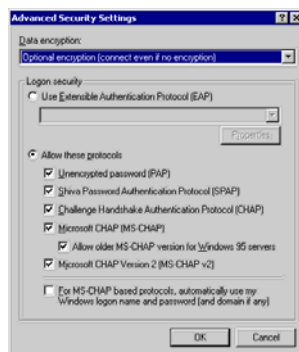 Advanced Security Settings
Data encryption:
Optional encryption (connect even if no encryption)
Logon security
Use Extensible Authentication Protocol (EAP)
Properties
Allow these protocols
Unencrypted password (PAP)
Shiva Password Authentication Protocol (SPAP)
Challenge Handshake Authentication Protocol (CHAP)
Microsoft CHAP (MS-CHAP)
Allow older MS-CHAP version for Windows 95 servers
Microsoft CHAP Version 2 (MS-CHAP v2)
For MS-CHAP based protocols, automatically use my
Windows logon name and password (and domain if any)
OK Cancel